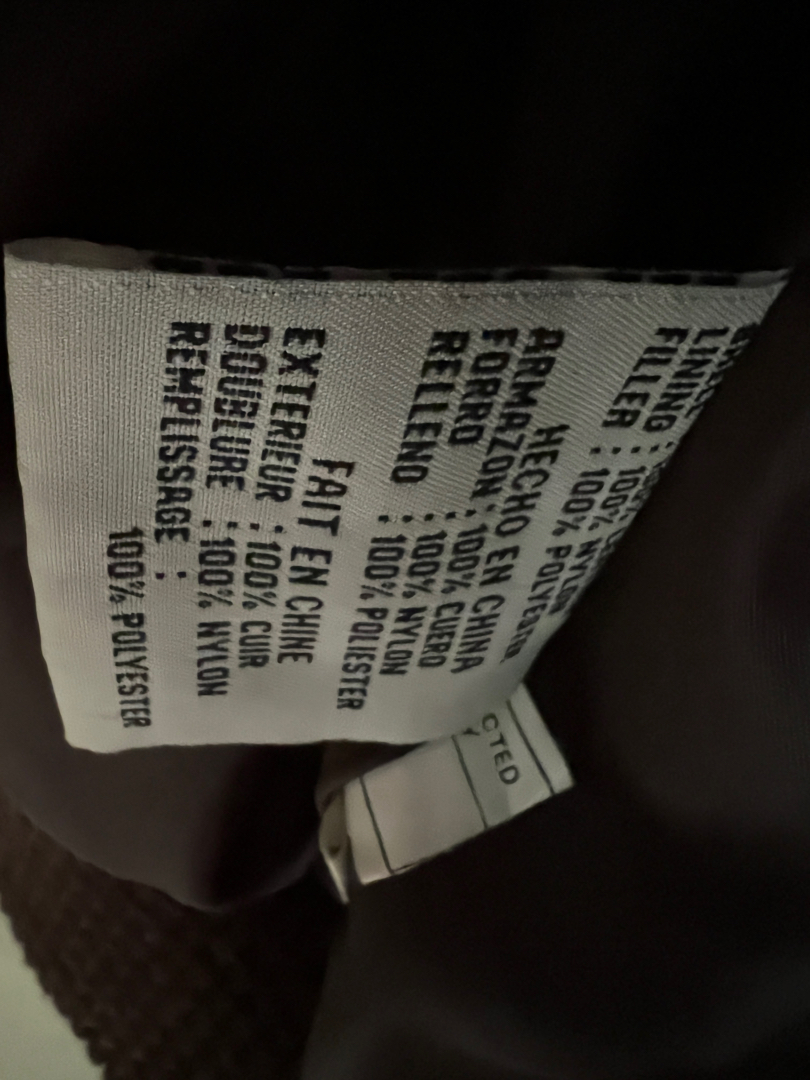 LINING : 100% NYLON
FILLER : 100% POLYESTER
HECHO EN CHINA
ARMAZON : 100% CUERO
FORRO : 100% NYLON
RELLENO : 100% POLIESTER
FAIT EN CHINE
EXTERIEUR : 100% CUIR
DOUBLURE : 100% NYLON
REMPLISSAGE :
100% POLYESTER
CTED